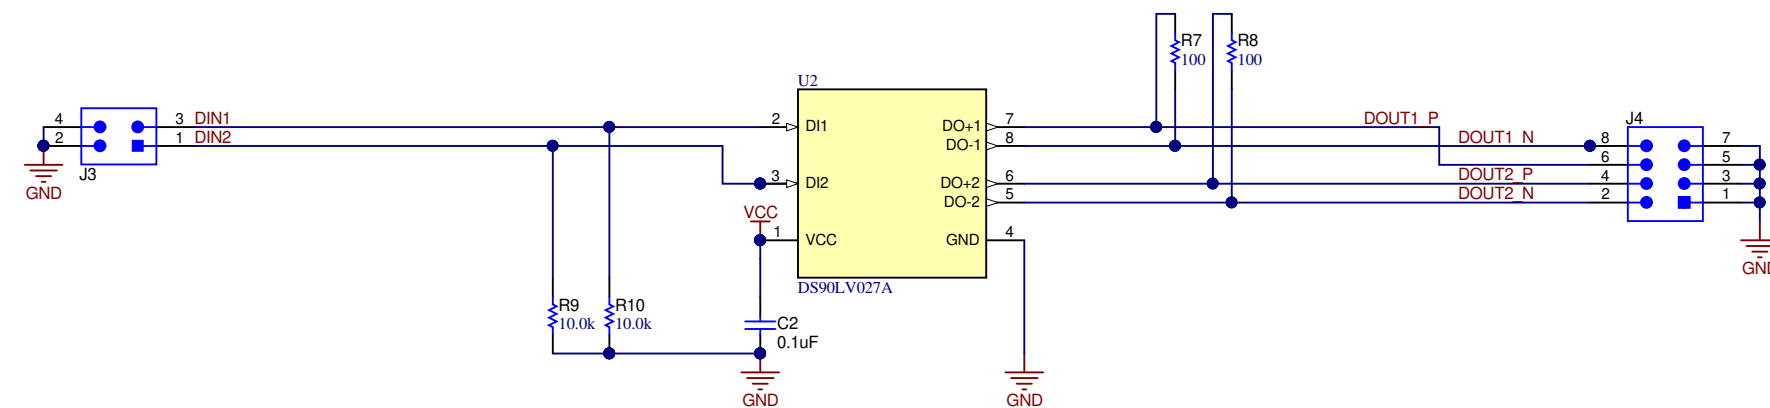 R7
100
R8
100
U2
4
2
J3
GND
3 DIN1
1 DIN2
2
DI1
3
DI2
VCC
1
VCC
DO+1
7
DO-1
8
DO+2
6
DO-2
5
GND
4
DS90LV027A
DOUT1_P
DOUT1_N
DOUT2_P
DOUT2_N
J4
8
6
4
2
7
5
3
1
GND
R9
10.0k
R10
10.0k
C2
0.1uF
GND
GND